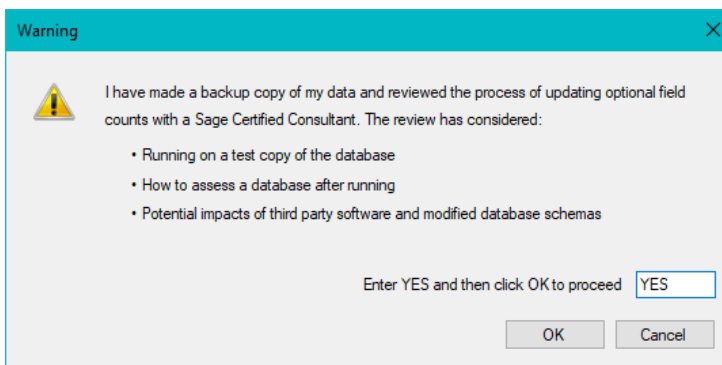 Warning
I have made a backup copy of my data and reviewed the process of updating optional field
counts with a Sage Certified Consultant. The review has considered:
• Running on a test copy of the database
• How to assess a database after running
• Potential impacts of third party software and modified database schemas
Enter YES and then click OK to proceed YES
OK Cancel